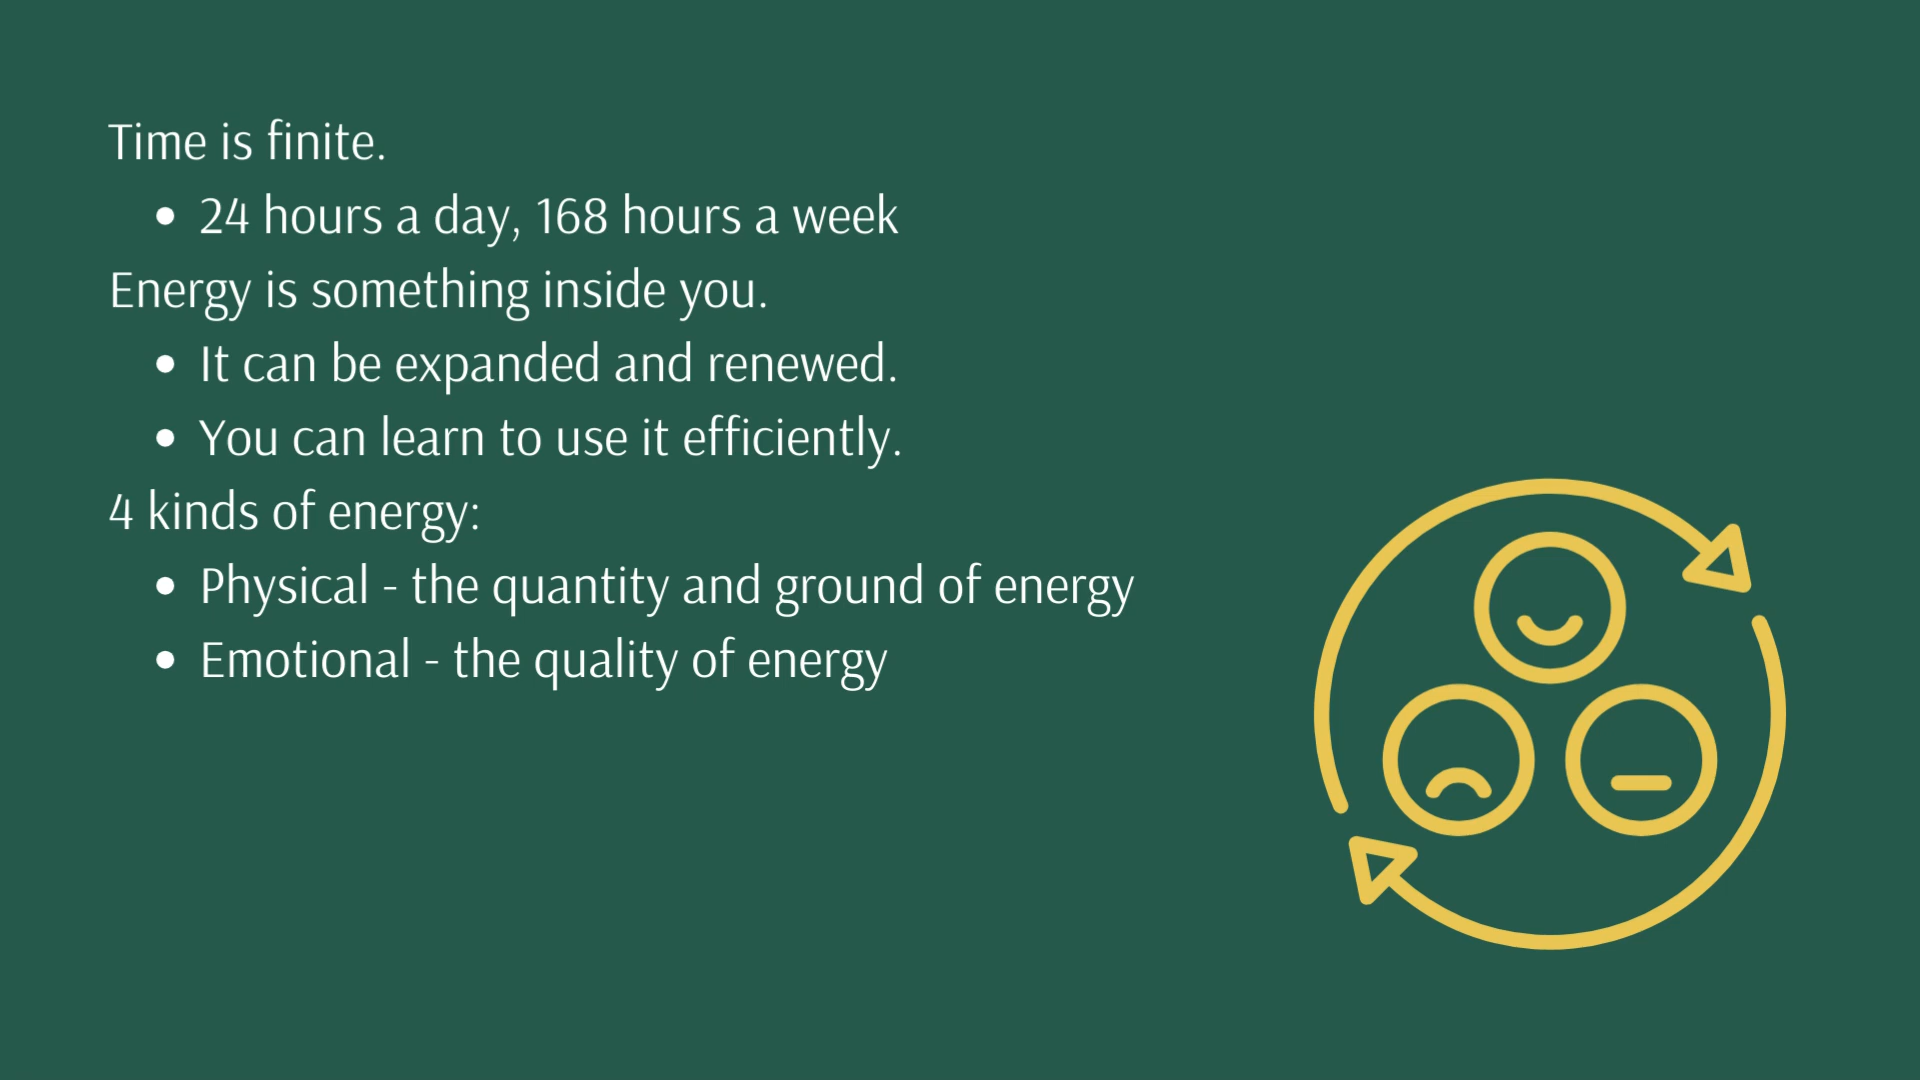 Time is finite.
• 24 hours a day, 168 hours a week
Energy is something inside you.
• It can be expanded and renewed.
• You can learn to use it efficiently.
4 kinds of energy:
• Physical - the quantity and ground of energy
• Emotional - the quality of energy